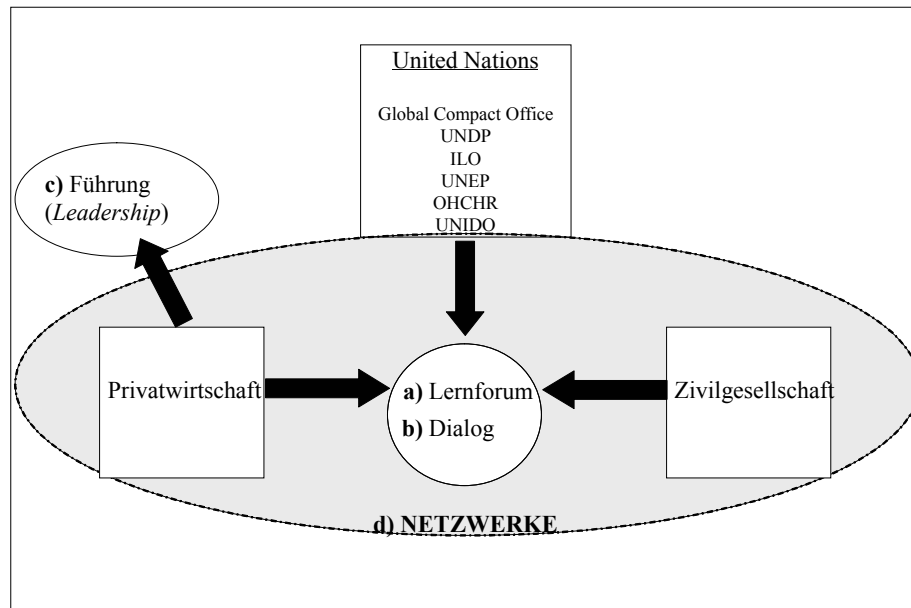 United Nations
Global Compact Office
UNDP
ILO
UNEP
OHCHR
UNIDO
c) Führung
(Leadership)
Privatwirtschaft
a) Lernforum
b) Dialog
Zivilgesellschaft
d) NETZWERKE